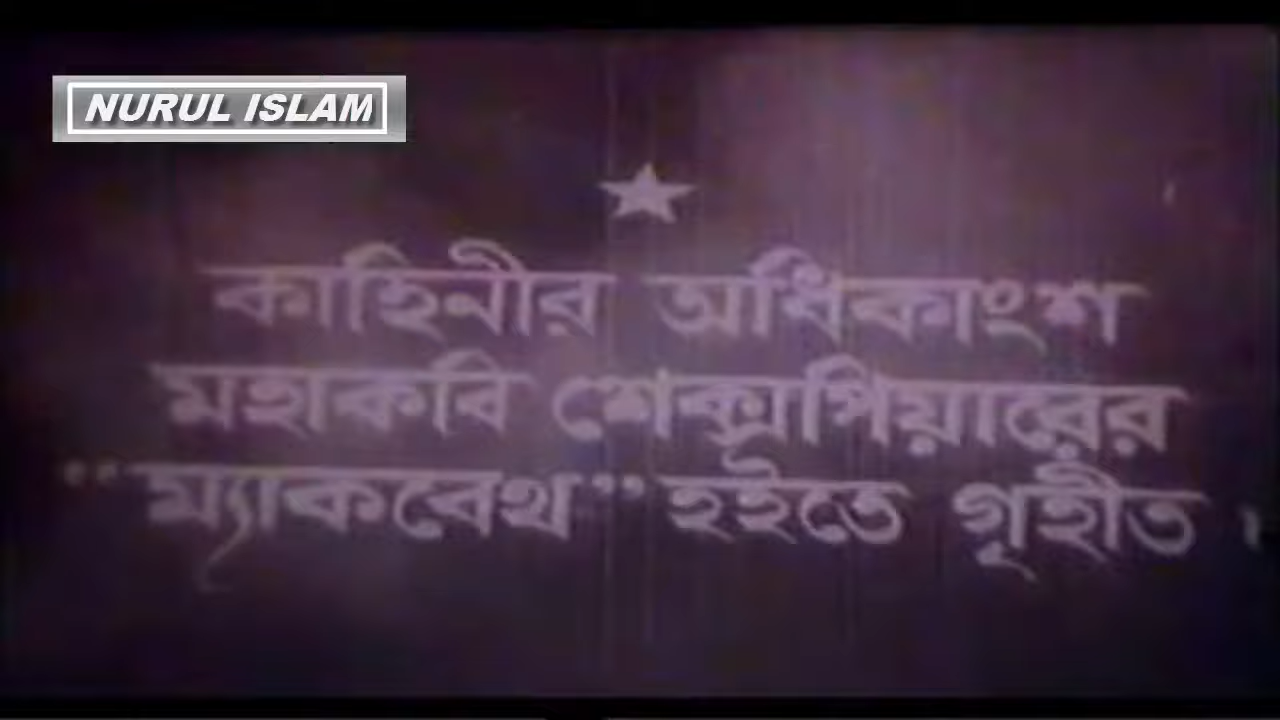 NURUL ISLAM
কাহিনীর অধিকাংশ
মহাকবি শেক্সপিয়ারের
“ম্যাকবেথ” হইতে গৃহীত ।